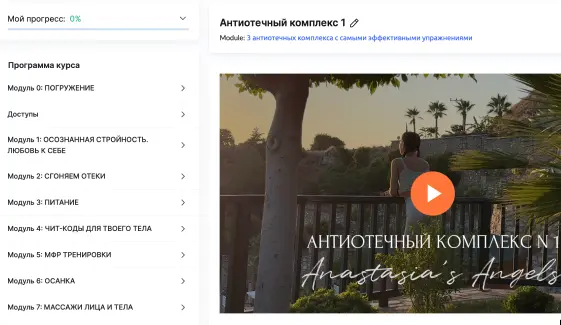 Мой прогресс: 0%
Программа курса
Модуль 0: ПОГРУЖЕНИЕ
Доступы
Модуль 1: ОСОЗНАННАЯ СТРОЙНОСТЬ.
ЛЮБОВЬ К СЕБЕ
Модуль 2: СГОНЯЕМ ОТЕКИ
Модуль 3: ПИТАНИЕ
Модуль 4: ЧИТ-КОДЫ ДЛЯ ТВОЕГО ТЕЛА
Модуль 5: МФР ТРЕНИРОВКИ
Модуль 6: ОСАНКА
Модуль 7: МАССАЖИ ЛИЦА И ТЕЛА
Антиотечный комплекс 1
Module: 3 антиотечных комплекса с самыми эффективными упражнениями
АНТИОТЕЧНЫЙ КОМПЛЕКС N 1
Anastasia's Angels